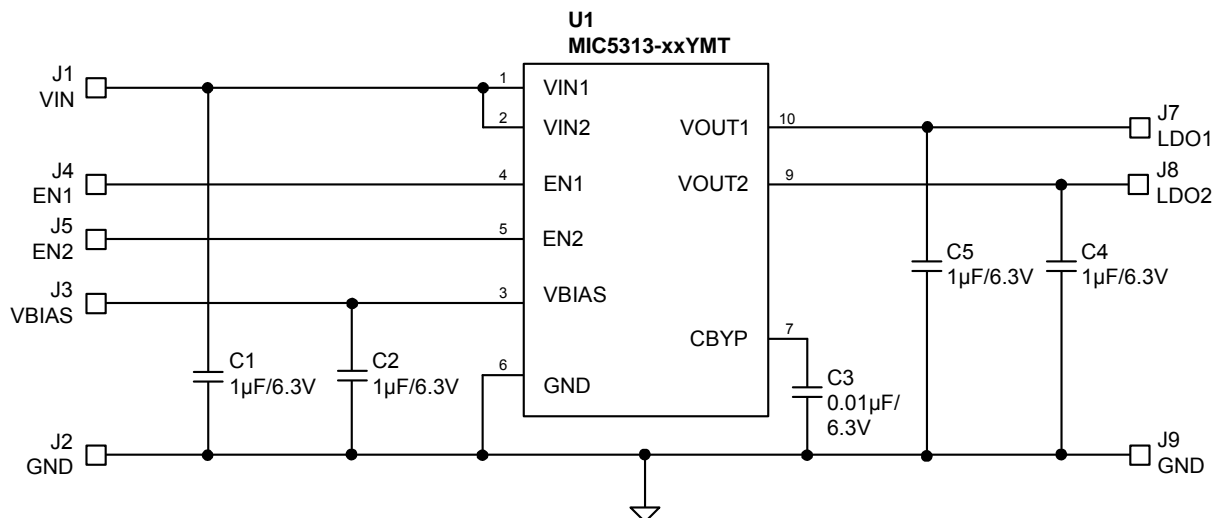 U1
MIC5313-xxYMT
J1
VIN
1
VIN1
2
VIN2
VOUT1
10
J7
LDO1
J4
EN1
4
EN1
VOUT2
9
J8
LDO2
J5
EN2
5
EN2
J3
VBIAS
3
VBIAS
C5
1µF/6.3V
C4
1µF/6.3V
CBYP
7
C1
1µF/6.3V
C2
1µF/6.3V
6
GND
C3
0.01µF/
6.3V
J2
GND
J9
GND